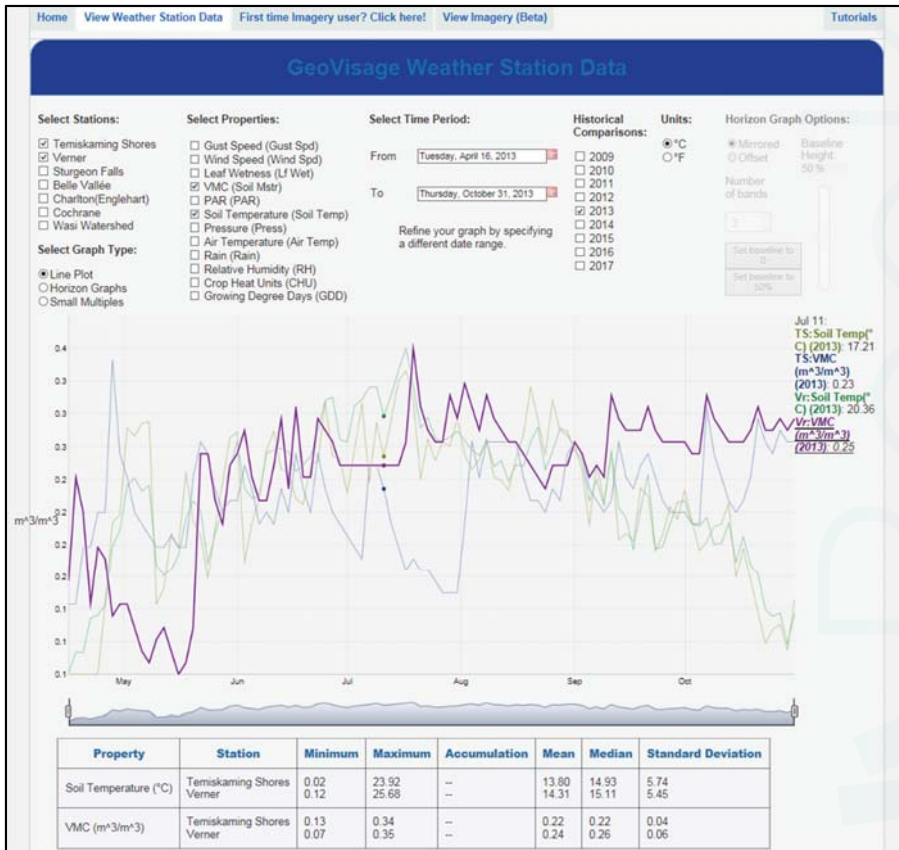 Home View Weather Station Data First time Imagery user? Click here! View Imagery (Beta) Tutorials
GeoVisage Weather Station Data
Select Stations:
Temiskaming Shores
Verner
Sturgeon Falls
Belle Vallée
Charlton(Englehart)
Cochrane
Wasi Watershed
Select Graph Type:
Line Plot
Horizon Graphs
Small Multiples
Select Properties:
Gust Speed (Gust Spd)
Wind Speed (Wind Spd)
Leaf Wetness (Lf Wet)
VMC (Soil Mstr)
PAR (PAR)
Soil Temperature (Soil Temp)
Pressure (Press)
Air Temperature (Air Temp)
Rain (Rain)
Relative Humidity (RH)
Crop Heat Units (CHU)
Growing Degree Days (GDD)
Select Time Period:
From Tuesday, April 16, 2013
To Thursday, October 31, 2013
Refine your graph by specifying
a different date range.
Historical
Comparisons:
2009
2010
2011
2012
2013
2014
2015
2016
2017
Units:
°C
°F
Horizon Graph Options:
Mirrored
Offset
Number
of bands
Set baseline to
0
Set baseline to
50%
Baseline
Height
50 %
0.4
0.3
0.3
0.3
0.2
0.2
0.2
0.2
0.1
0.1
0.1
m^3/m^3
May Jun Jul Aug Sep Oct
Jul 11:
TS:Soil Temp(°
C) (2013): 17.21
TS:VMC
(m^3/m^3)
(2013): 0.23
Vr:Soil Temp(°
C) (2013): 20.36
Vr:VMC
(m^3/m^3)
(2013): 0.25
Property Station Minimum Maximum Accumulation Mean Median Standard Deviation
Soil Temperature (°C)
Temiskaming Shores 0.02 23.92 -- 13.80 14.93 5.74
Verner 0.12 25.68 -- 14.31 15.11 5.45
VMC (m^3/m^3)
Temiskaming Shores 0.13 0.34 -- 0.22 0.22 0.04
Verner 0.07 0.35 -- 0.24 0.26 0.06